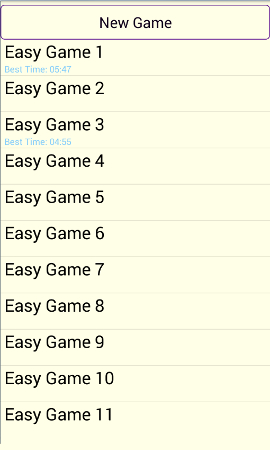 New Game
Easy Game 1
Best Time: 05:47
Easy Game 2
Easy Game 3
Best Time: 04:56
Easy Game 4
Easy Game 5
Easy Game 6
Easy Game 7
Easy Game 8
Easy Game 9
Easy Game 10
Easy Game 11